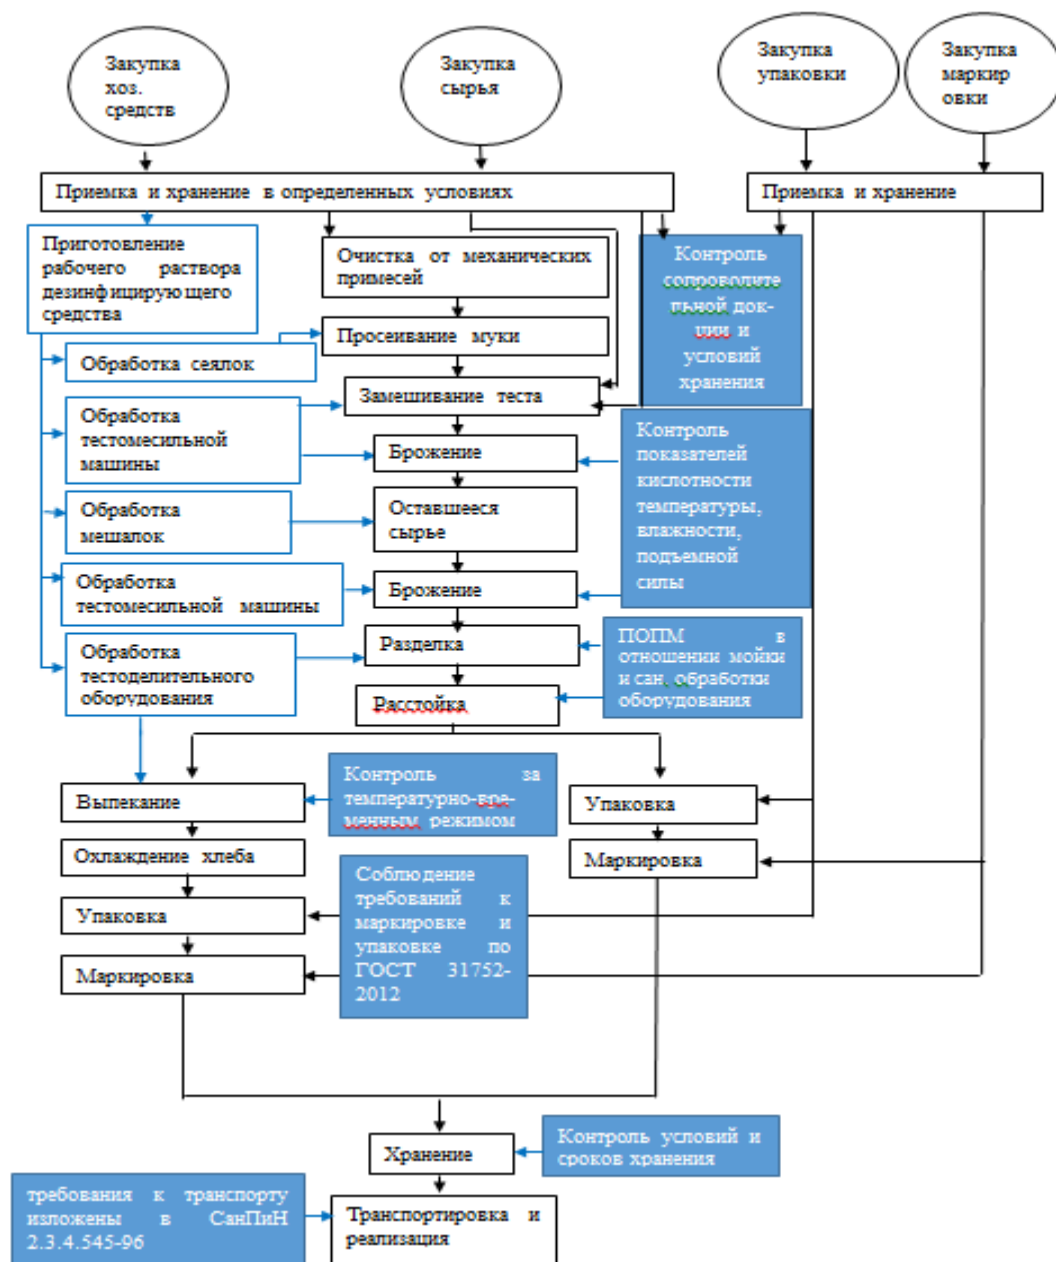 Закупка
хоз.
средств
Закупка
сырья
Закупка
упаковки
Закупка
маркир
овки
Приемка и хранение в определенных условиях
Приемка и хранение
Приготовление
рабочего раствора
дезинфицирующего
средства
Очистка от механических
примесей
Контроль
сопроводите
льной док-
ции и
условий
хранения
Просеивание муки
Обработка сеялок
Замешивание теста
Обработка
тестомесильной
машины
Брожение
Контроль
показателей
кислотности
температуры,
влажности,
подъемной
силы
Обработка
мешалок
Оставшееся
сырье
Обработка
тестомесильной машины
Брожение
Обработка
тестоделительного
оборудования
Разделка
ПОПМ в
отношении мойки
и сан. обработки
оборудования
Расстойка
Выпекание
Контроль за
температурно-вре-
менным режимом
Упаковка
Охлаждение хлеба
Маркировка
Соблюдение
требований к
маркировке и
упаковке по
ГОСТ 31752-
2012
Упаковка
Маркировка
Хранение
Контроль условий и
сроков хранения
требования к транспорту
изложены в СанПиН
2.3.4.545-96
Транспортировка и
реализация